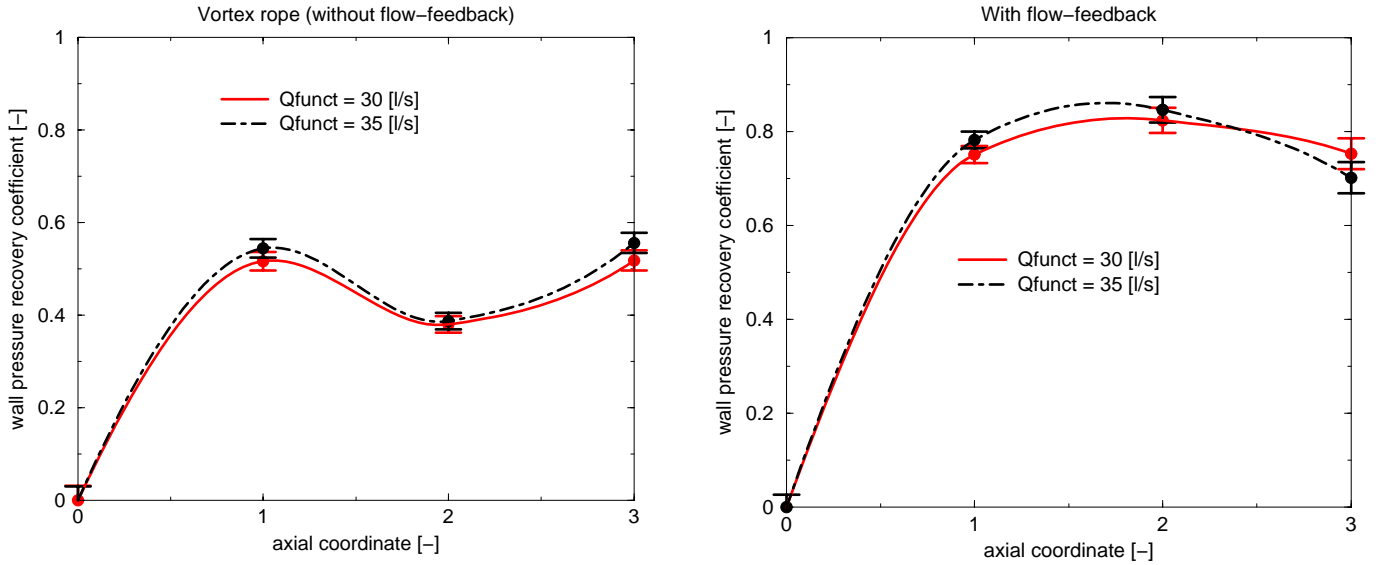 Vortex rope (without flow−feedback)
1
0.8
0.6
0.4
0.2
0
wall pressure recovery coefficient [−]
Qfunct = 30 [l/s]
Qfunct = 35 [l/s]
0 1 2 3
axial coordinate [−]
With flow−feedback
1
0.8
0.6
0.4
0.2
0
wall pressure recovery coefficient [−]
Qfunct = 30 [l/s]
Qfunct = 35 [l/s]
0 1 2 3
axial coordinate [−]